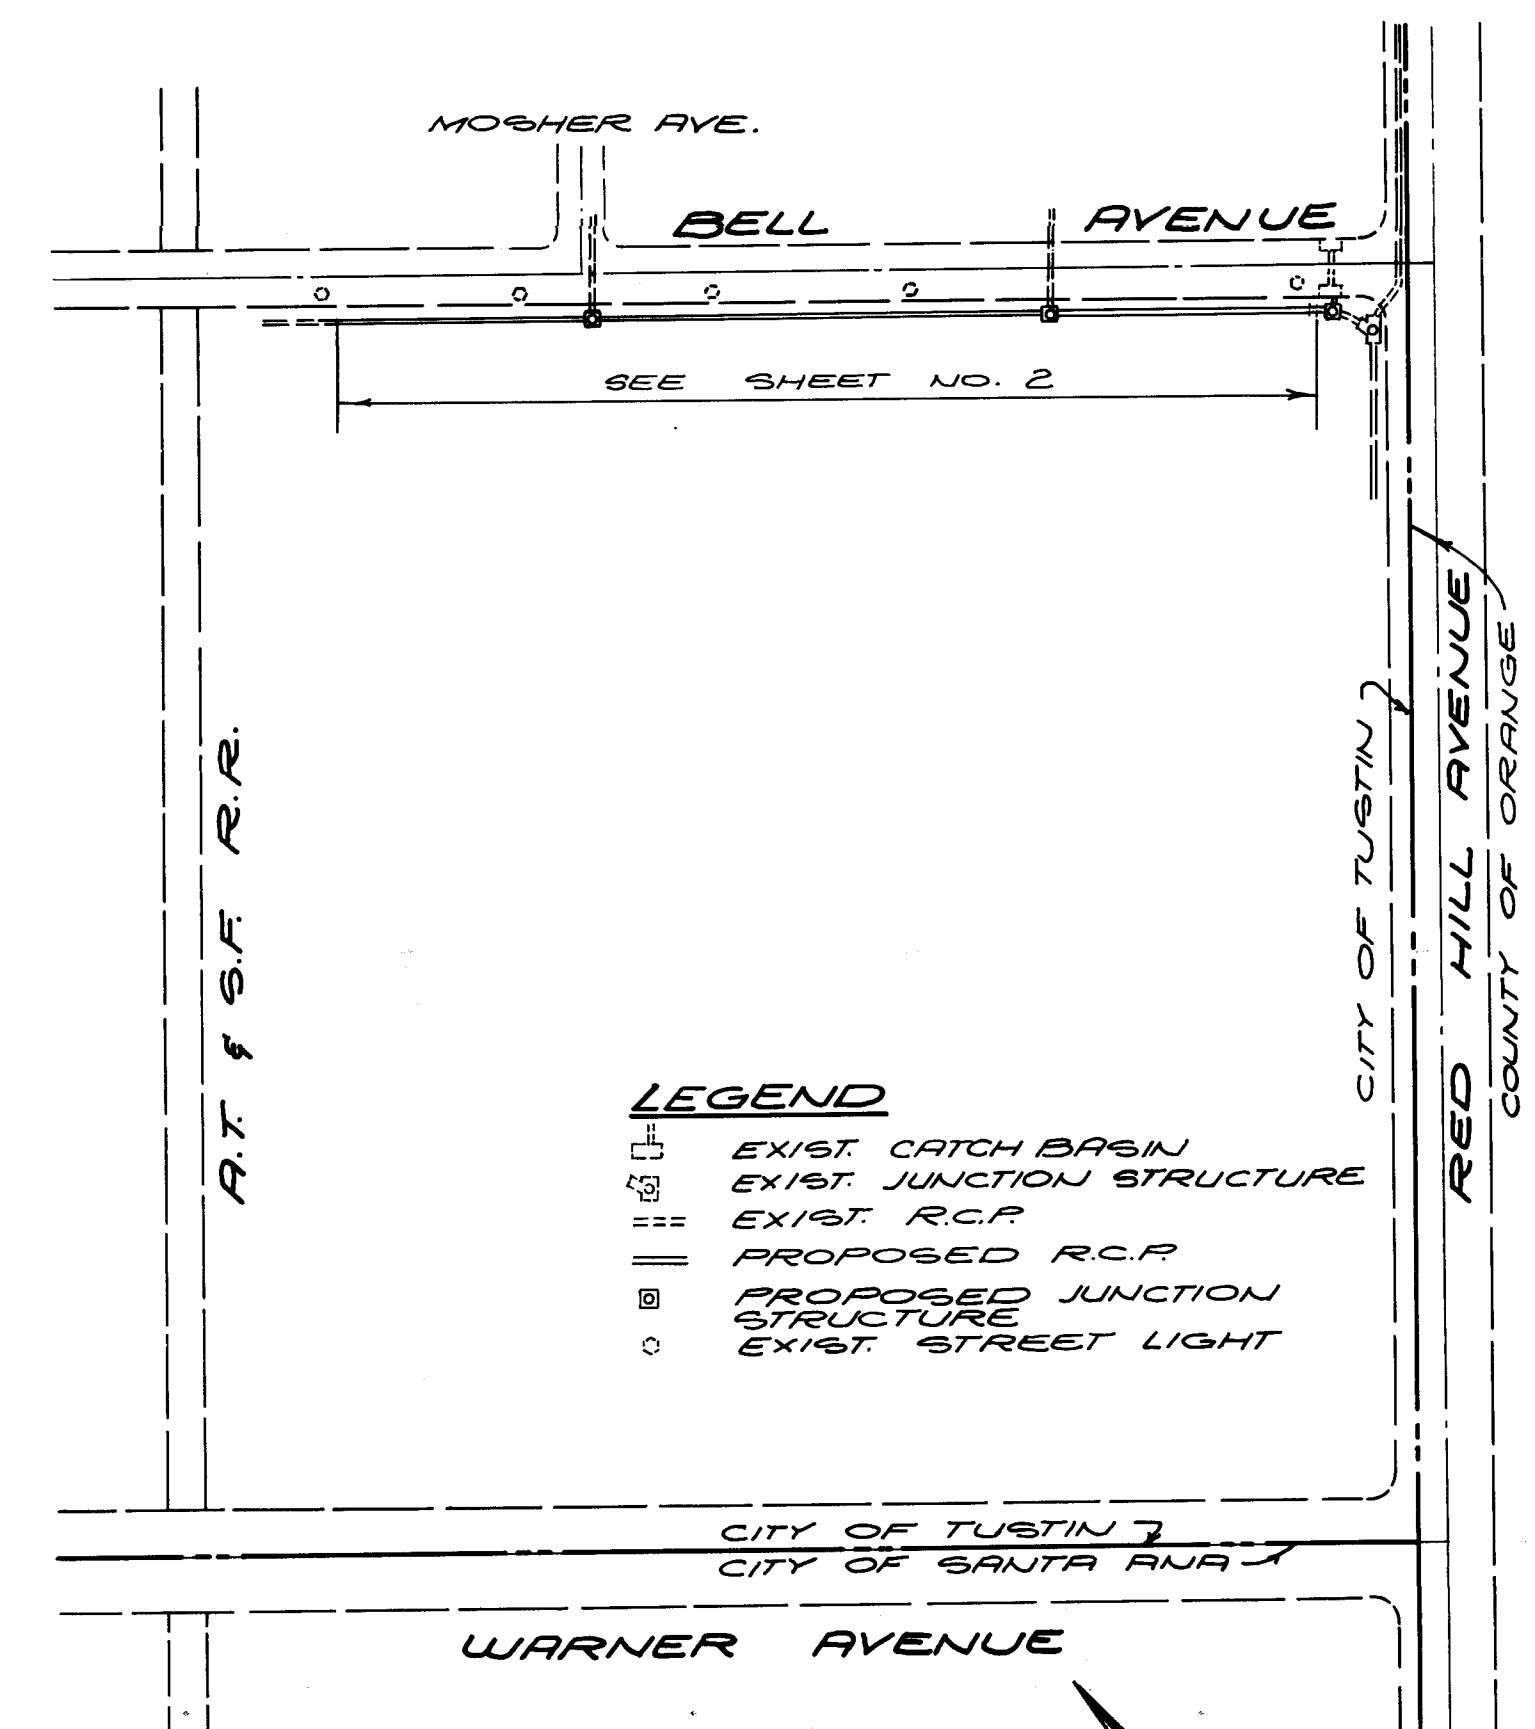 MOSHER AVE.
BELL AVENUE
SEE SHEET NO. 2
A.T. & S.F. R.R.
CITY OF TUSTIN
RED HILL AVENUE
COUNTY OF ORANGE
LEGEND
EXIST. CATCH BASIN
EXIST. JUNCTION STRUCTURE
EXIST. R.C.P.
PROPOSED R.C.P.
PROPOSED JUNCTION
STRUCTURE
EXIST. STREET LIGHT
CITY OF TUSTIN
CITY OF SANTA ANA
WARNER AVENUE